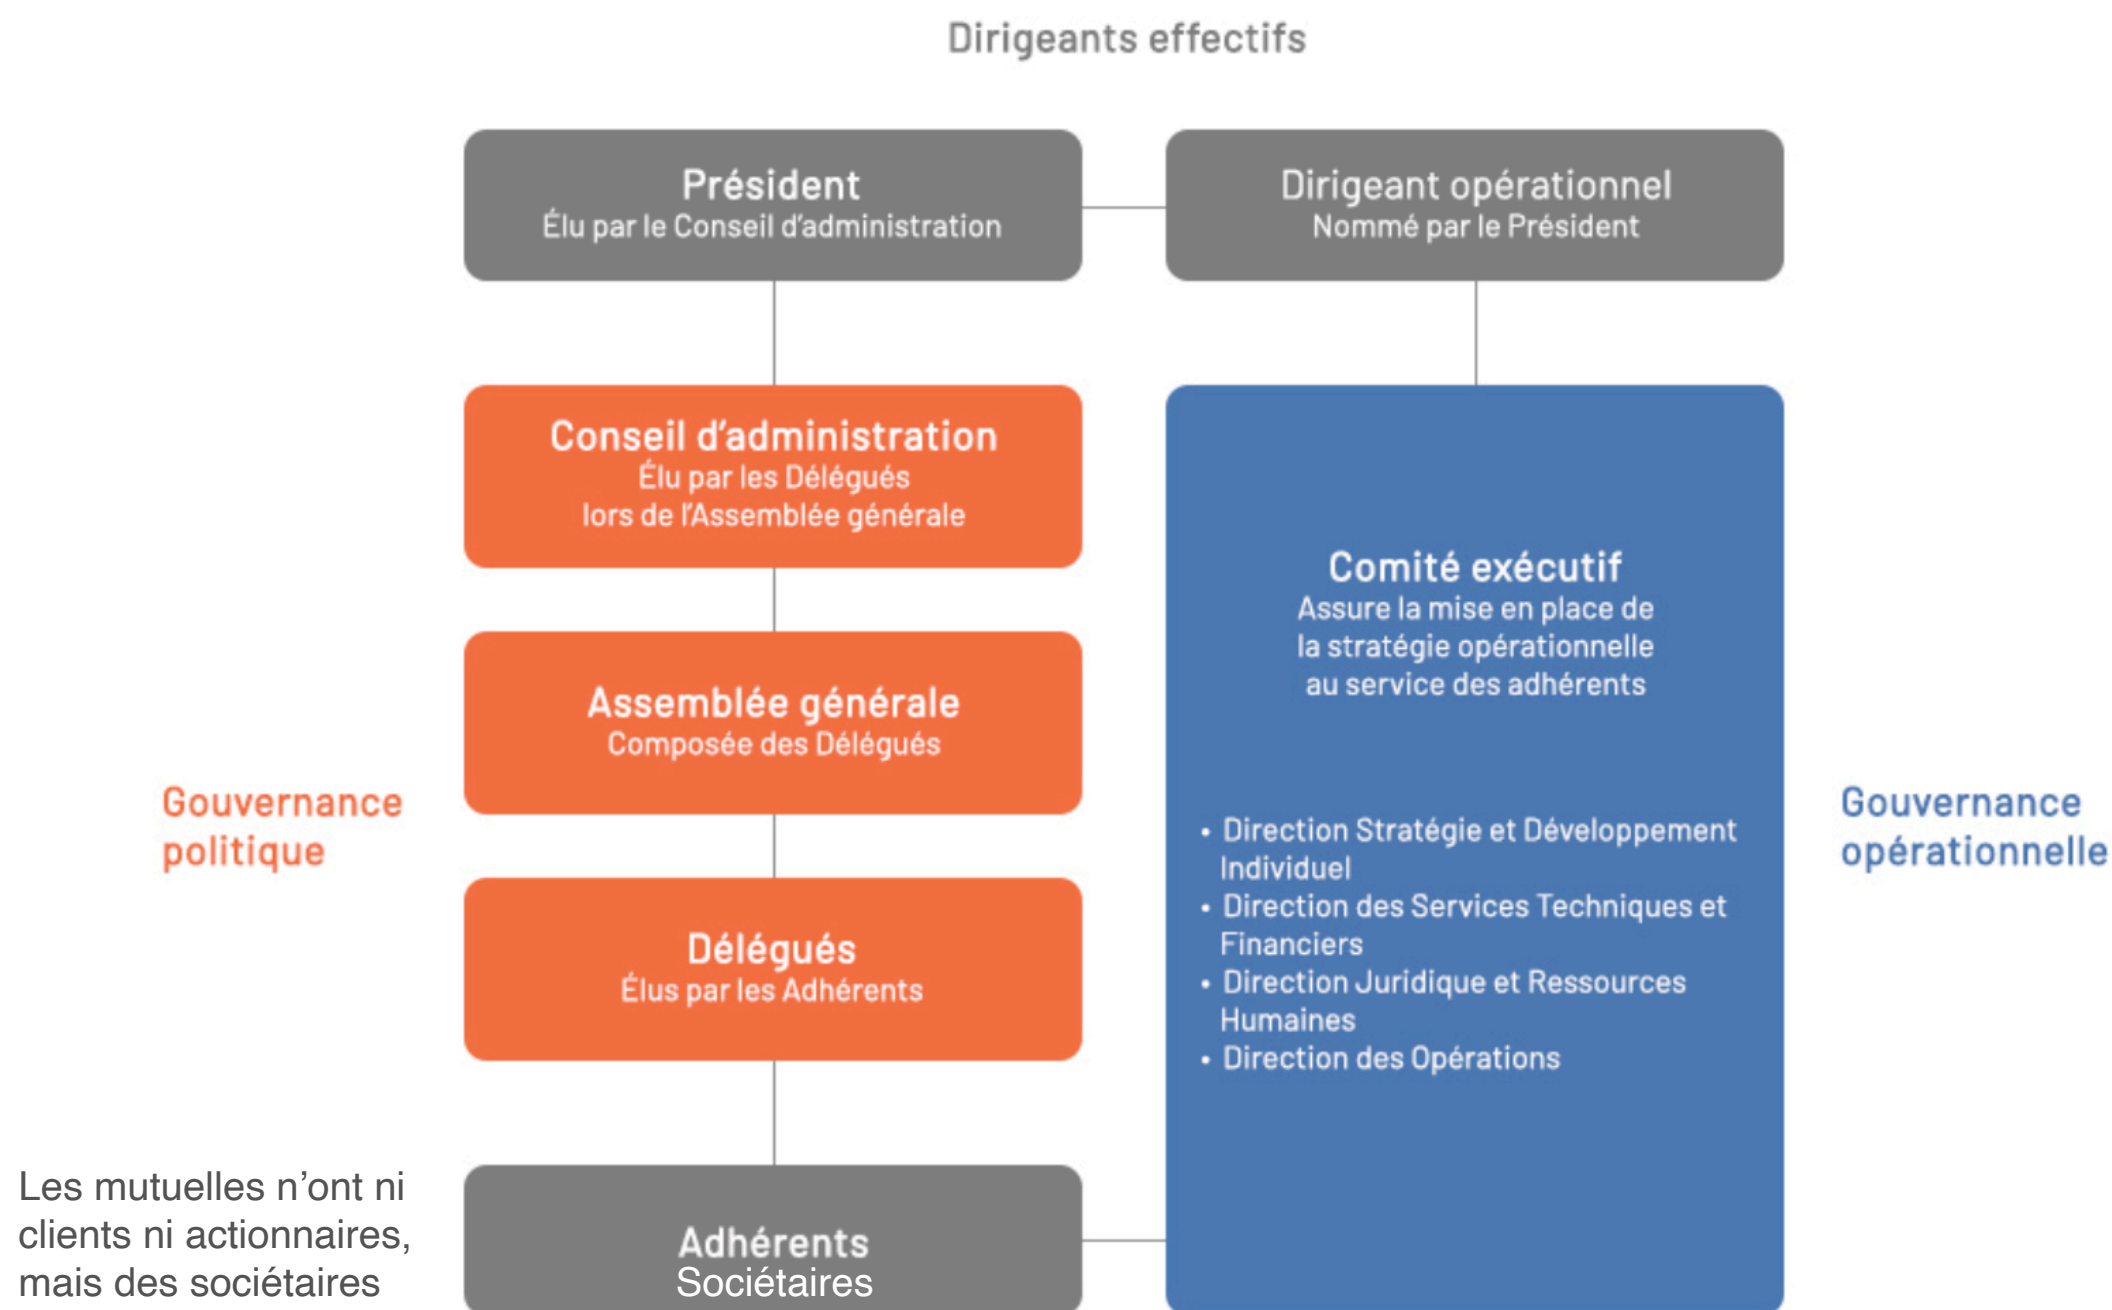 Dirigeants effectifs
Président
Élu par le Conseil d'administration
Dirigeant opérationnel
Nommé par le Président
Conseil d'administration
Élu par les Délégués
lors de l'Assemblée générale
Assemblée générale
Composée des Délégués
Délégués
Élus par les Adhérents
Gouvernance
politique
Comité exécutif
Assure la mise en place de
la stratégie opérationnelle
au service des adhérents
• Direction Stratégie et Développement
Individuel
• Direction des Services Techniques et
Financiers
• Direction Juridique et Ressources
Humaines
• Direction des Opérations
Gouvernance
opérationnelle
Les mutuelles n'ont ni
clients ni actionnaires,
mais des sociétaires
Adhérents
Sociétaires